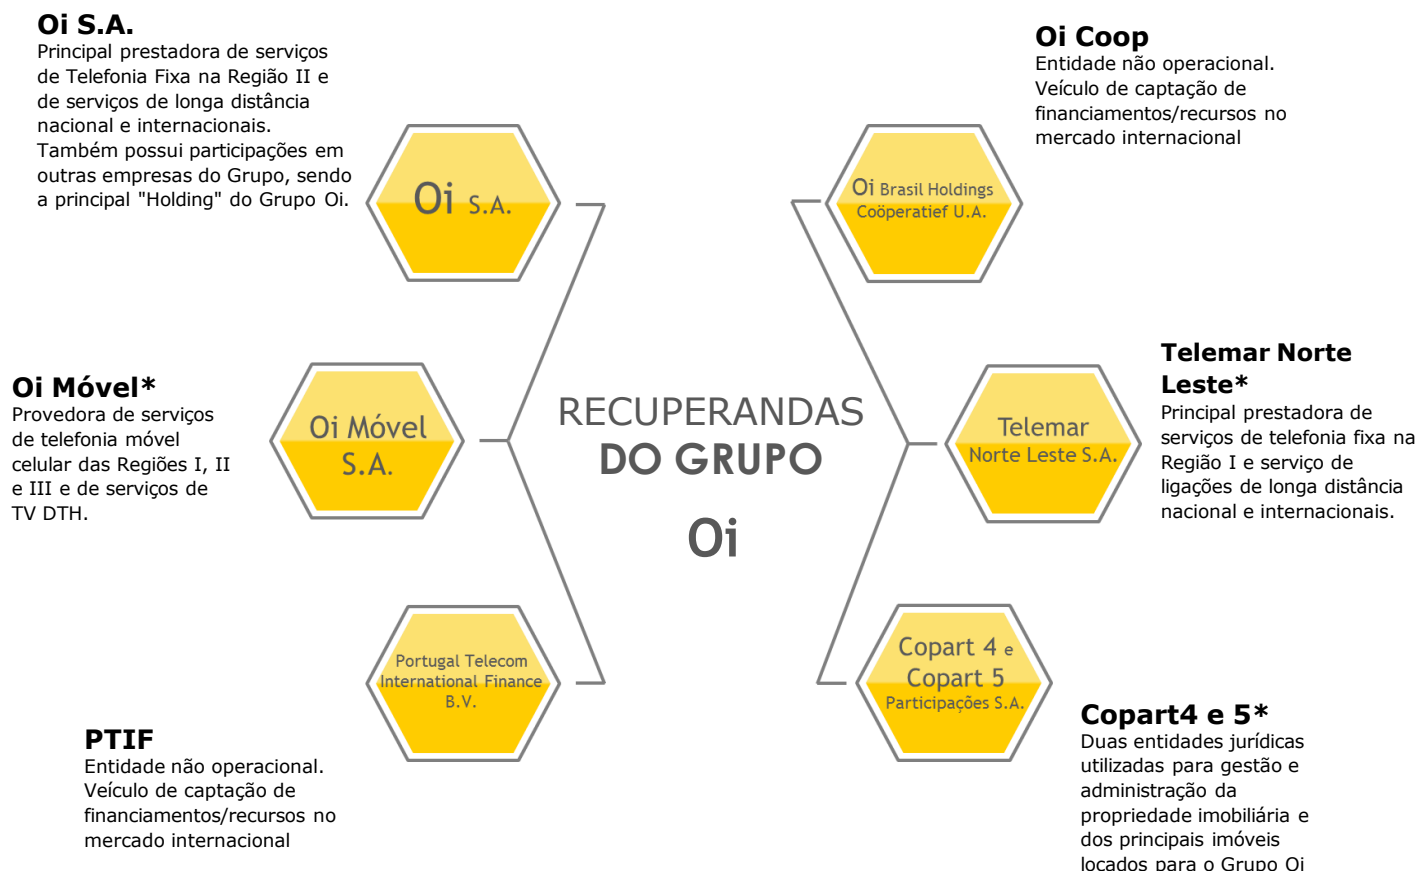 Oi S.A.
Principal prestadora de serviços
de Telefonia Fixa na Região II e
de serviços de longa distância
nacional e internacionais.
Também possui participações em
outras empresas do Grupo, sendo
a principal "Holding" do Grupo Oi.
Oi S.A.
Oi Coop
Entidade não operacional.
Veículo de captação de
financiamentos/recursos no
mercado internacional
Oi Brasil Holdings
Coöperatief U.A.
Oi Móvel*
Provedora de serviços
de telefonia móvel
celular das Regiões I, II
e III e de serviços de
TV DTH.
Oi Móvel
S.A.
RECUPERANDAS
DO GRUPO
Oi
Telemar
Norte Leste S.A.
Telemar Norte
Leste*
Principal prestadora de
serviços de telefonia fixa na
Região I e serviço de
ligações de longa distância
nacional e internacionais.
Portugal Telecom
International Finance
B.V.
PTIF
Entidade não operacional.
Veículo de captação de
financiamentos/recursos no
mercado internacional
Copart 4 e
Copart 5
Participações S.A.
Copart4 e 5*
Duas entidades jurídicas
utilizadas para gestão e
administração da
propriedade imobiliária e
dos principais imóveis
locados para o Grupo Oi